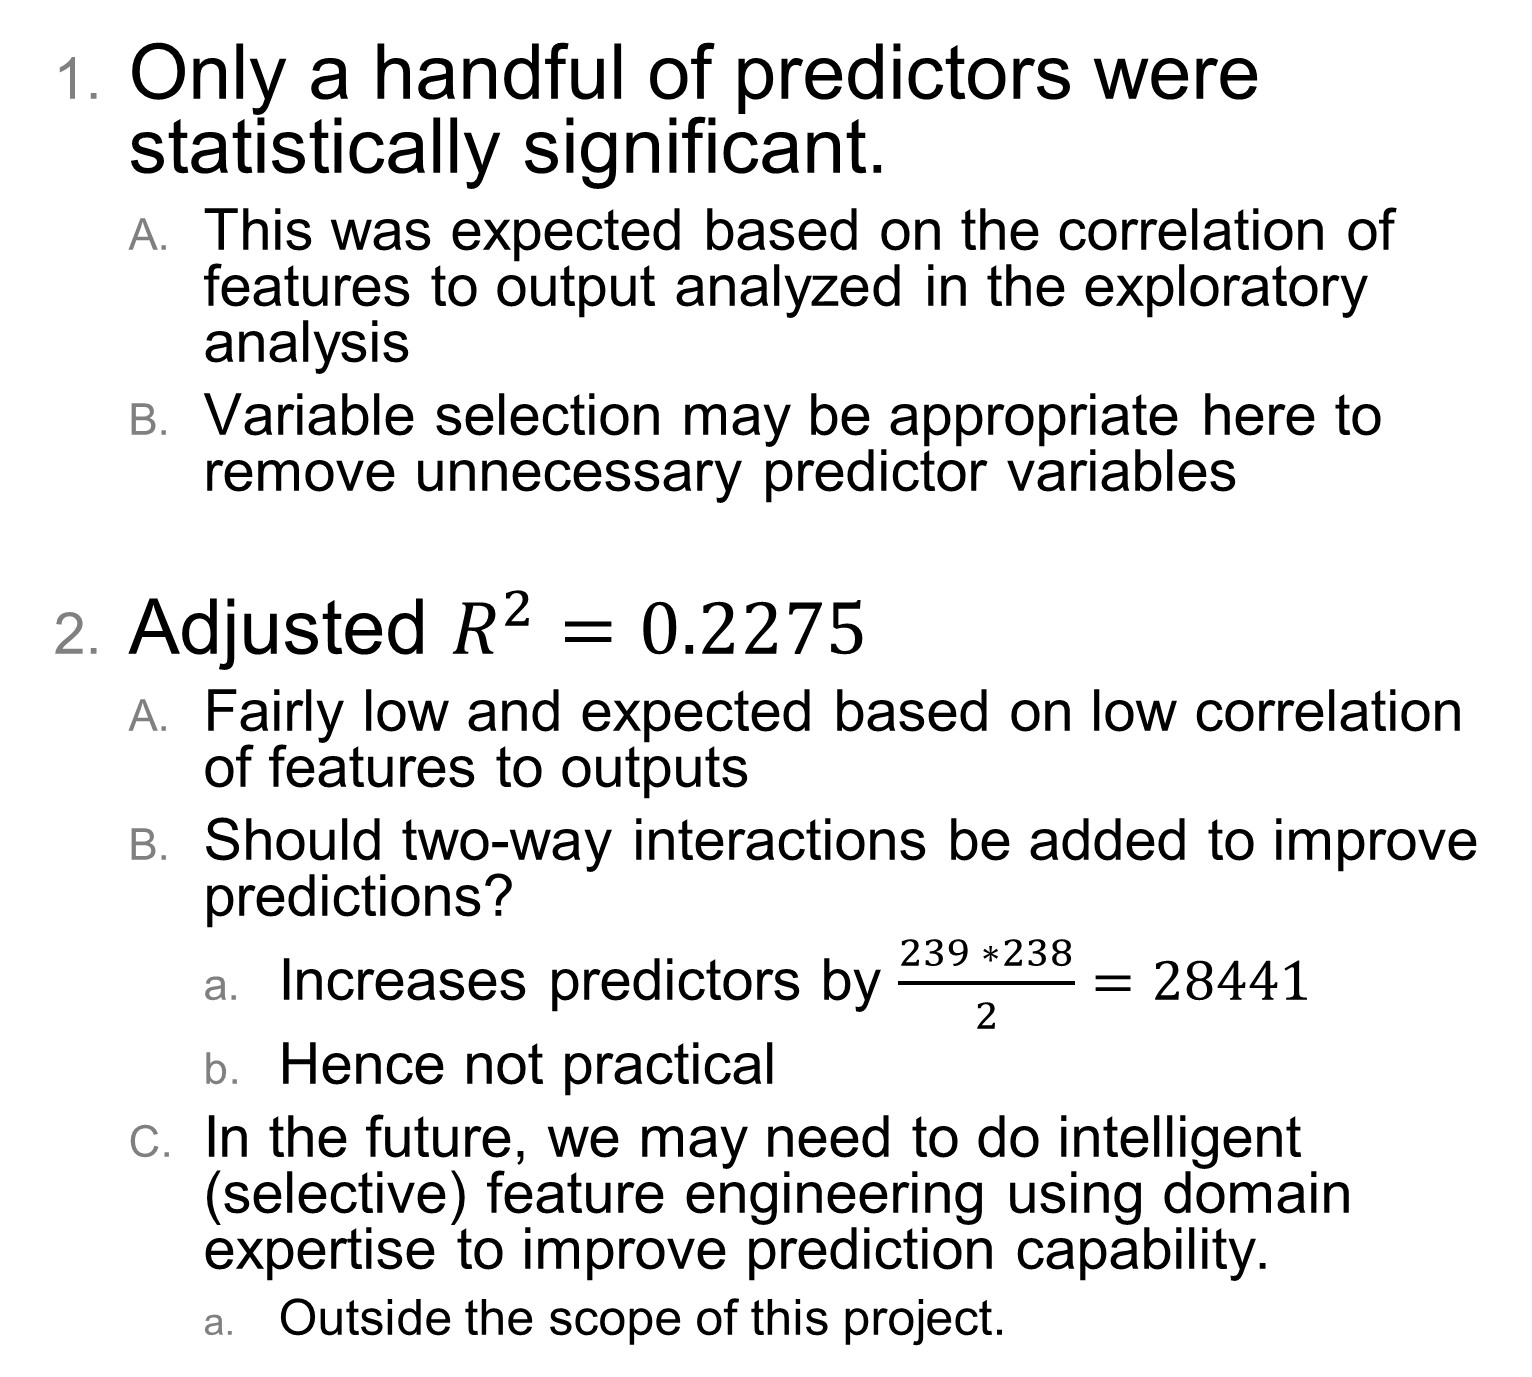 1. Only a handful of predictors were
statistically significant.
A. This was expected based on the correlation of
features to output analyzed in the exploratory
analysis
B. Variable selection may be appropriate here to
remove unnecessary predictor variables
2. Adjusted R² = 0.2275
A. Fairly low and expected based on low correlation
of features to outputs
B. Should two-way interactions be added to improve
predictions?
a. Increases predictors by (239 *238)/2 = 28441
b. Hence not practical
C. In the future, we may need to do intelligent
(selective) feature engineering using domain
expertise to improve prediction capability.
a. Outside the scope of this project.